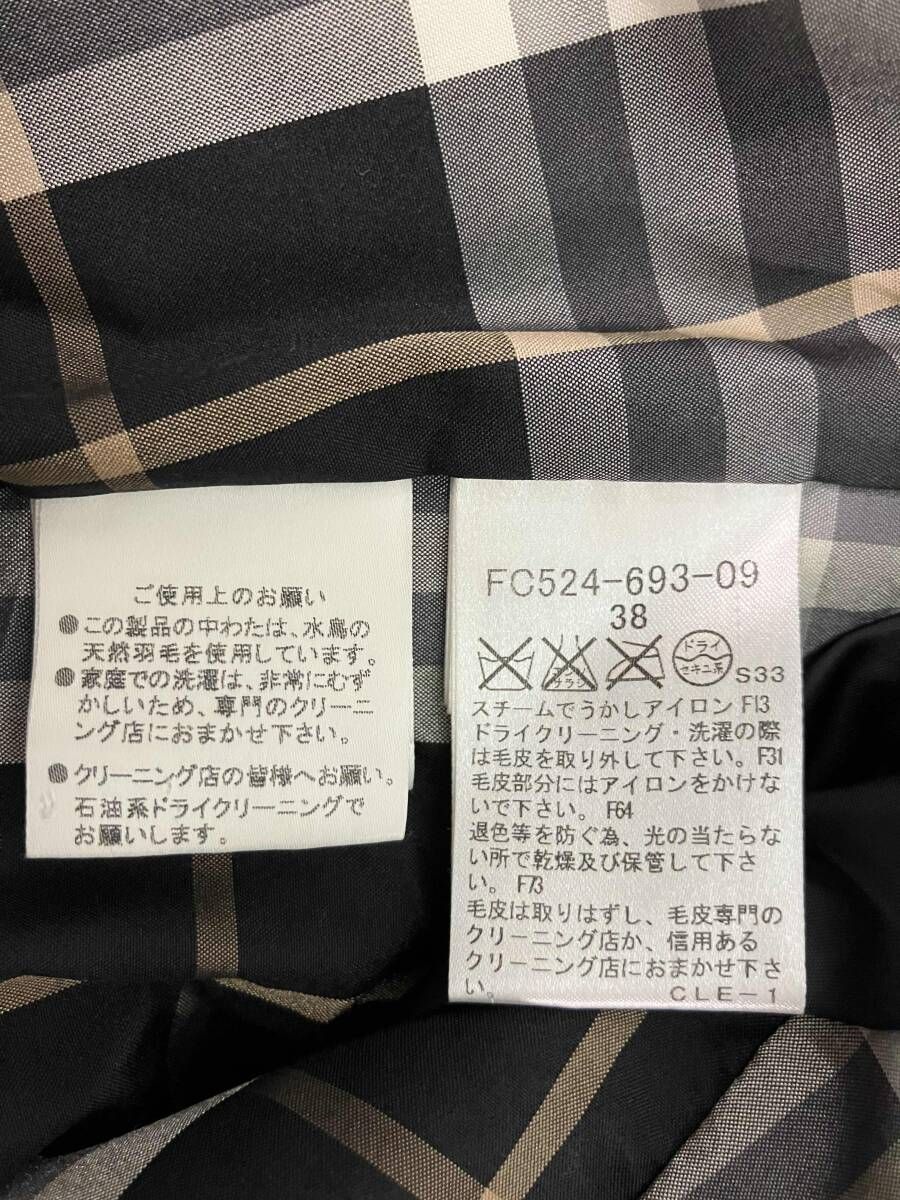 ご使用上のお願い
●この製品の中わたは、水鳥の
天然羽毛を使用しています。
●家庭での洗濯は、非常にむず
かしいため、専門のクリーニ
ング店におまかせ下さい。
●クリーニング店の皆様へお願い。
石油系ドライクリーニングで
お願いします。
FC524-693-09
38
エンソ
サラシ
ドライ
セキユ系
S33
スチームでうかしアイロン F13
ドライクリーニング・洗濯の際
は毛皮を取り外して下さい。F31
毛皮部分にはアイロンをかけな
いで下さい。 F64
退色等を防ぐ為、光の当たらな
い所で乾燥及び保管して下さ
い。 F73
毛皮は取りはずし、毛皮専門の
クリーニング店か、信用ある
クリーニング店におまかせ下さ
い。
CLE-1